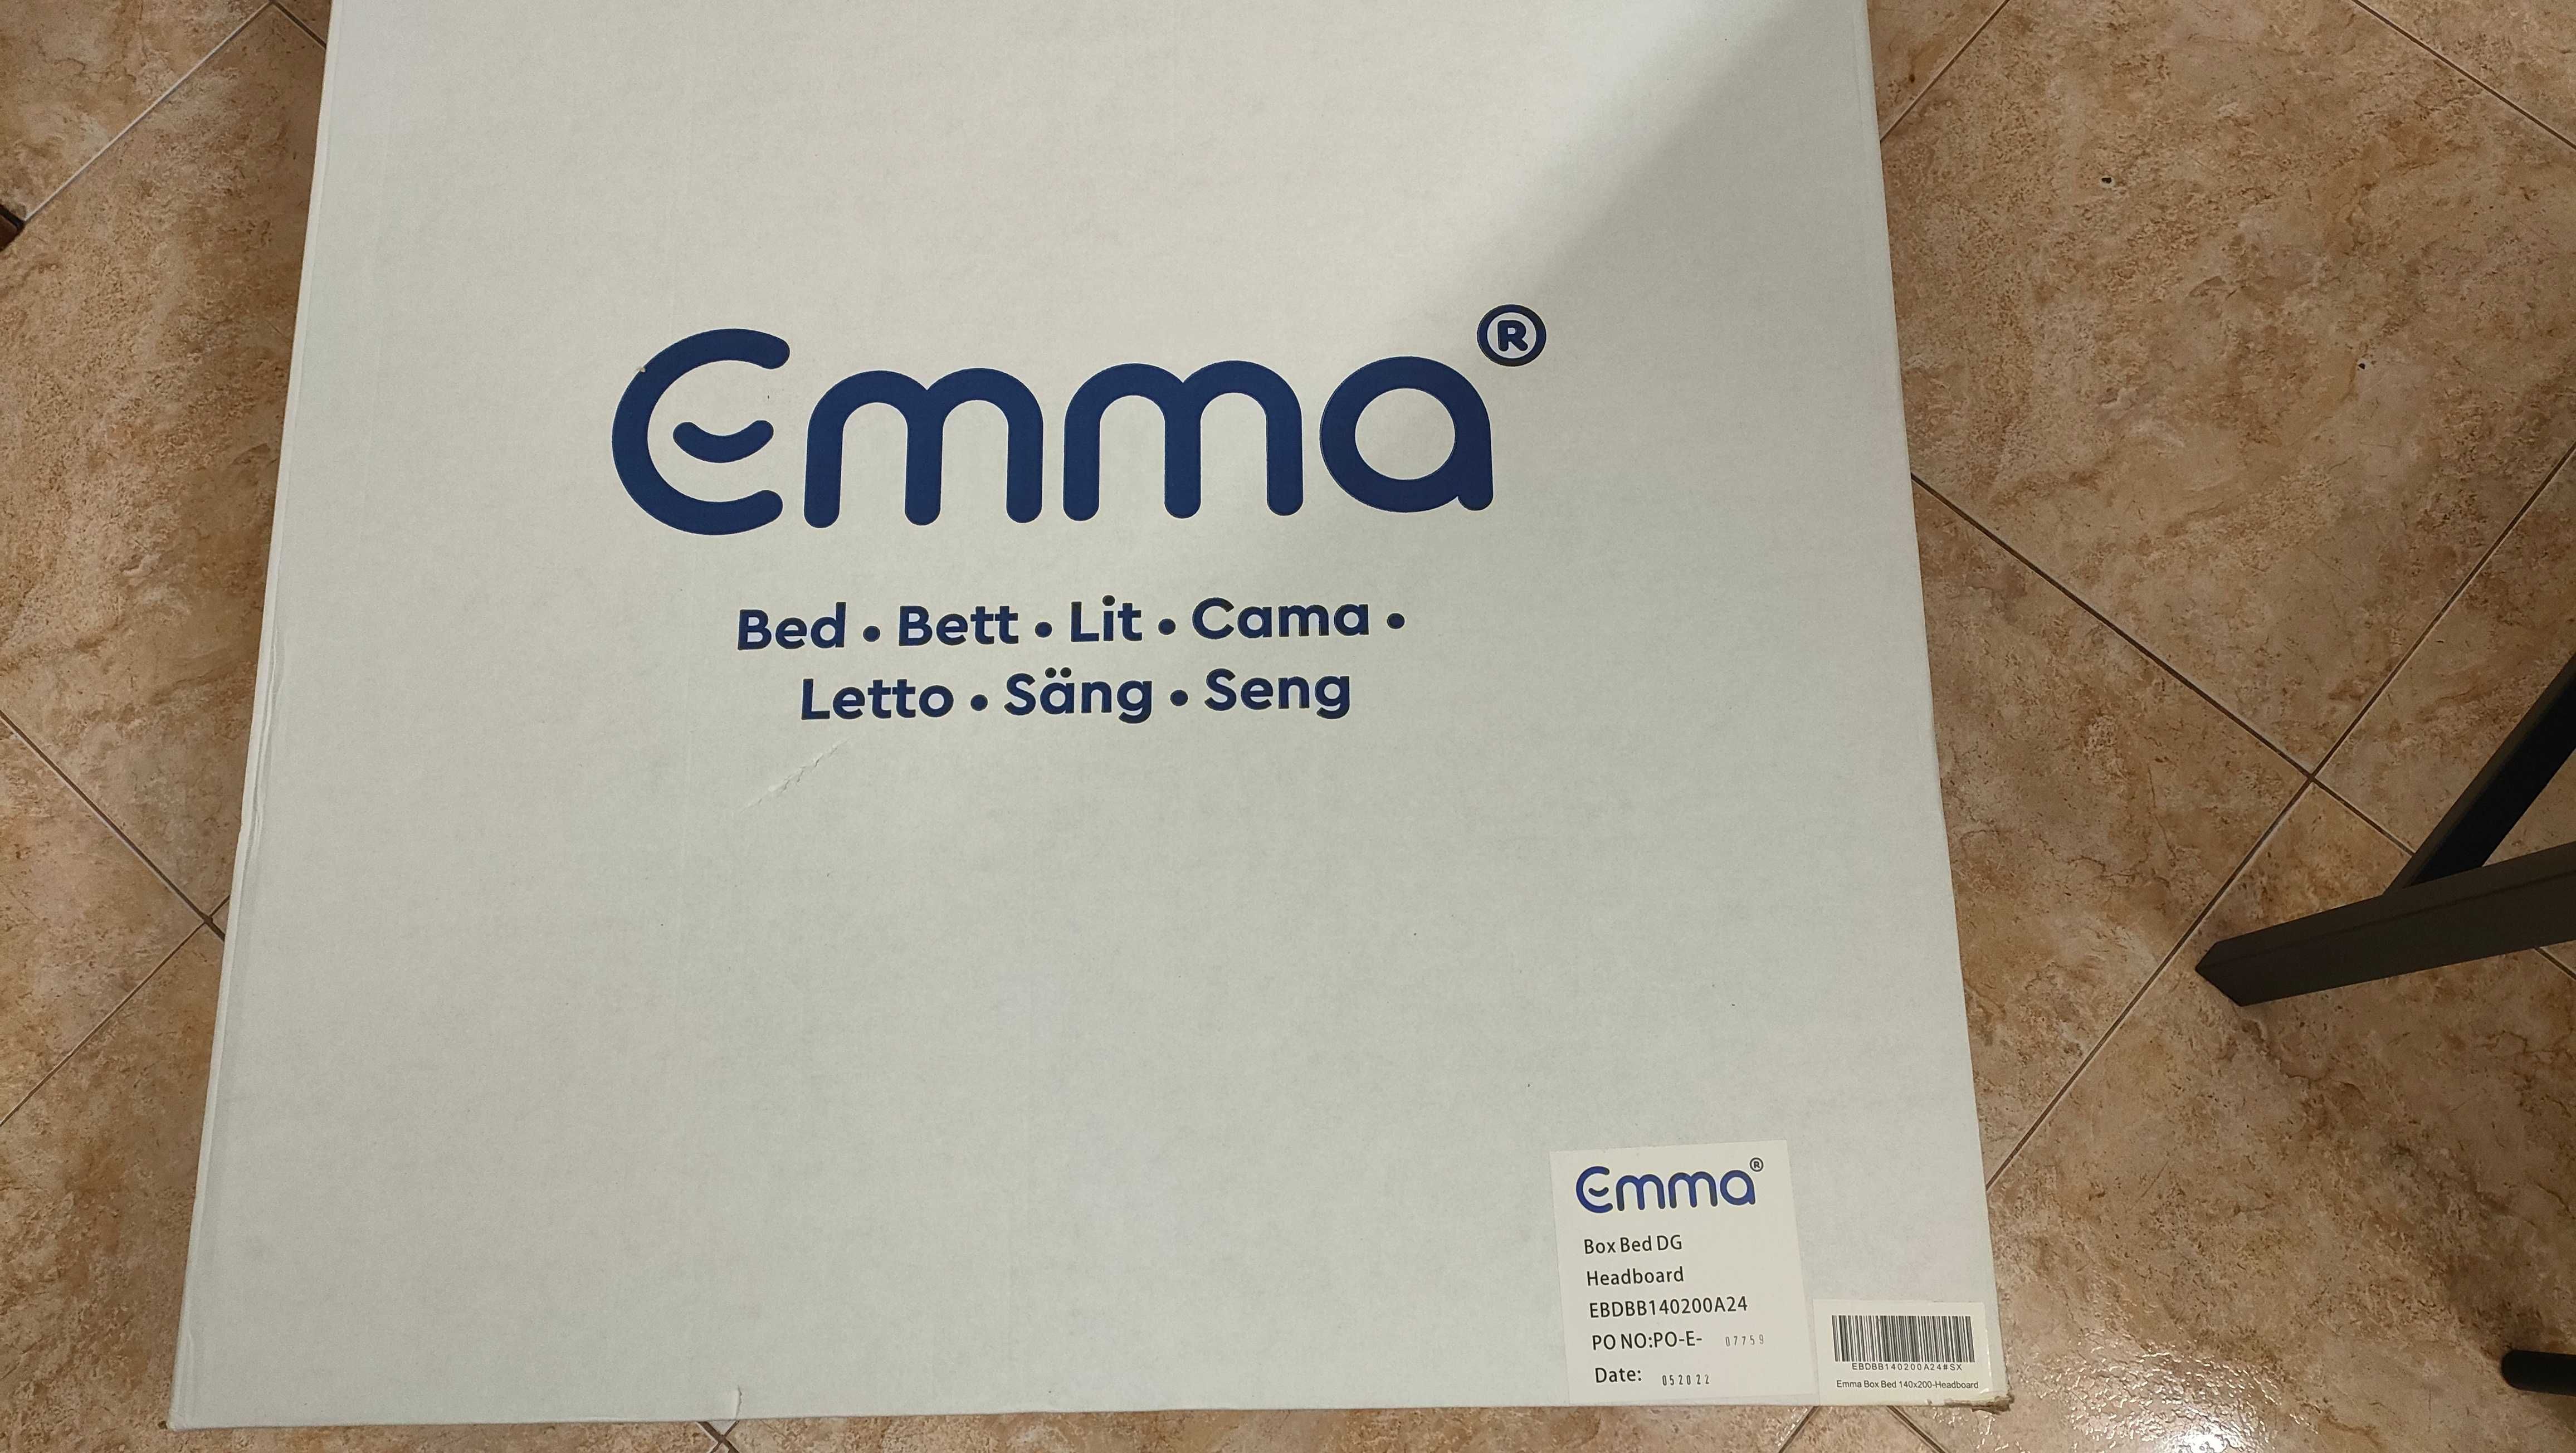 Emma®
Bed • Bett • Lit • Cama •
Letto • Säng • Seng
Emma®
Box Bed DG
Headboard
EBDBB140200A24
PO NO:PO-E- 07759
Date: 052022
EBDBB140200A24#SX
Emma Box Bed 140x200-Headboard